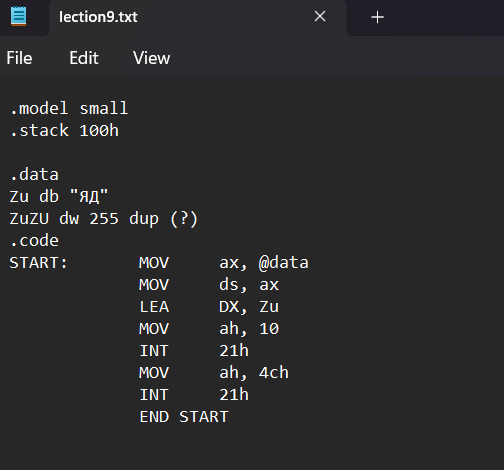 lection9.txt
File Edit View
.model small
.stack 100h
.data
Zu db "ЯД"
ZuZU dw 255 dup (?)
.code
START: MOV ax, @data
MOV ds, ax
LEA DX, Zu
MOV ah, 10
INT 21h
MOV ah, 4ch
INT 21h
END START